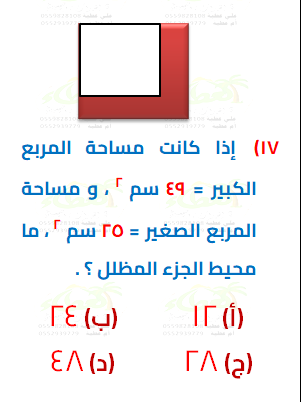 ١٧) إذا كانت مساحة المربع
الكبير = ٤٩ سم ٢ ، و مساحة
المربع الصغير = ٢٥ سم ٢ ، ما
محيط الجزء المظلل ؟ .
(أ) ١٢ (ب) ٢٤
(ج) ٢٨ (د) ٤٨